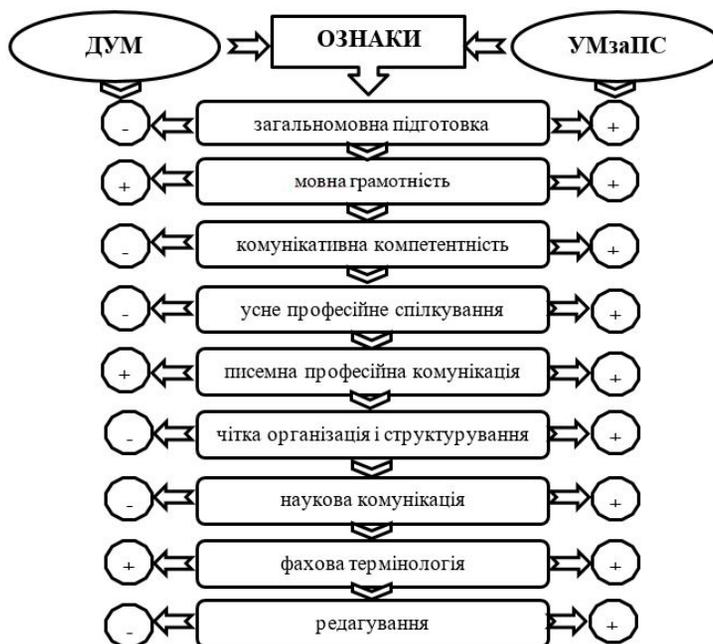 ДУМ ОЗНАКИ УМзаПС
- загальномовна підготовка +
+ мовна грамотність +
- комунікативна компетентність +
- усне професійне спілкування +
+ писемна професійна комунікація +
- чітка організація і структурування +
- наукова комунікація +
+ фахова термінологія +
- редагування +